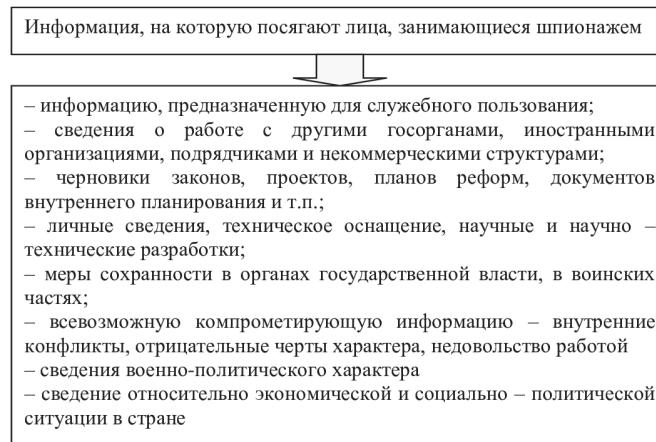 Информация, на которую посягают лица, занимающиеся шпионажем
– информацию, предназначенную для служебного пользования;
– сведения о работе с другими госорганами, иностранными
организациями, подрядчиками и некоммерческими структурами;
– черновики законов, проектов, планов реформ, документов
внутреннего планирования и т.п.;
– личные сведения, техническое оснащение, научные и научно –
технические разработки;
– меры сохранности в органах государственной власти, в воинских
частях;
– всевозможную компрометирующую информацию – внутренние
конфликты, отрицательные черты характера, недовольство работой
– сведения военно-политического характера
– сведение относительно экономической и социально – политической
ситуации в стране